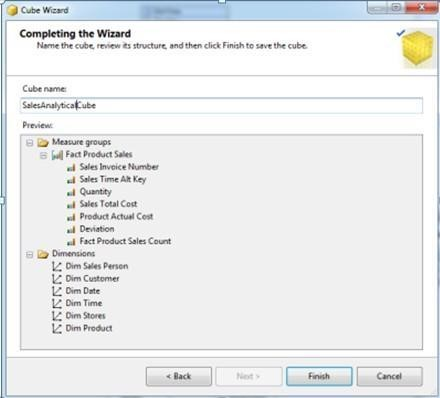 Cube Wizard
Completing the Wizard
Name the cube, review its structure, and then click Finish to save the cube.
Cube name:
SalesAnalyticalCube
Preview:
Measure groups
Fact Product Sales
Sales Invoice Number
Sales Time Alt Key
Quantity
Sales Total Cost
Product Actual Cost
Deviation
Fact Product Sales Count
Dimensions
Dim Sales Person
Dim Customer
Dim Date
Dim Time
Dim Stores
Dim Product
< Back Next > Finish Cancel